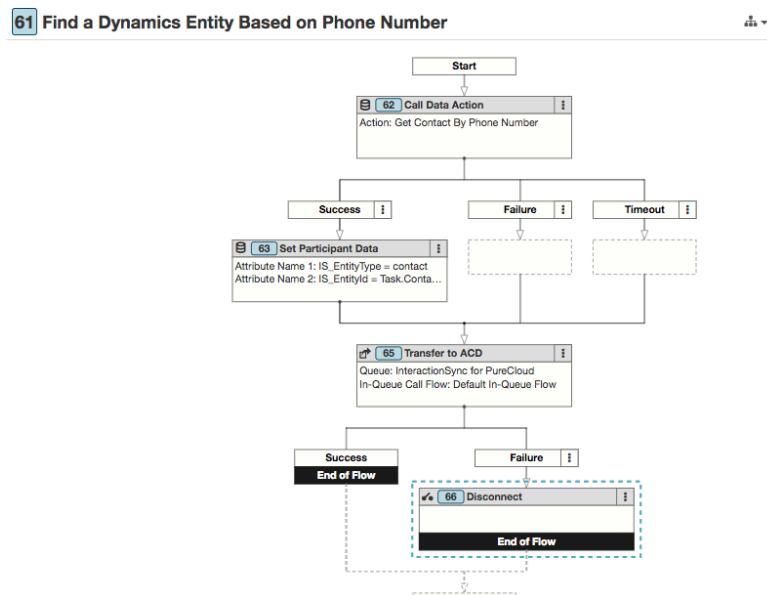 61 Find a Dynamics Entity Based on Phone Number
Start
62 Call Data Action
Action: Get Contact By Phone Number
Success
Failure
Timeout
63 Set Participant Data
Attribute Name 1: IS_EntityType = contact
Attribute Name 2: IS_EntityId = Task.Conta...
65 Transfer to ACD
Queue: InteractionSync for PureCloud
In-Queue Call Flow: Default In-Queue Flow
Success
End of Flow
Failure
66 Disconnect
End of Flow